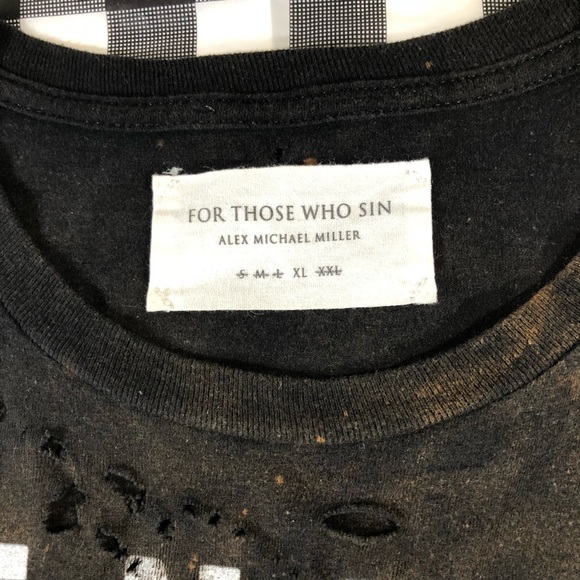 FOR THOSE WHO SIN
ALEX MICHAEL MILLER
S M L XL XXL